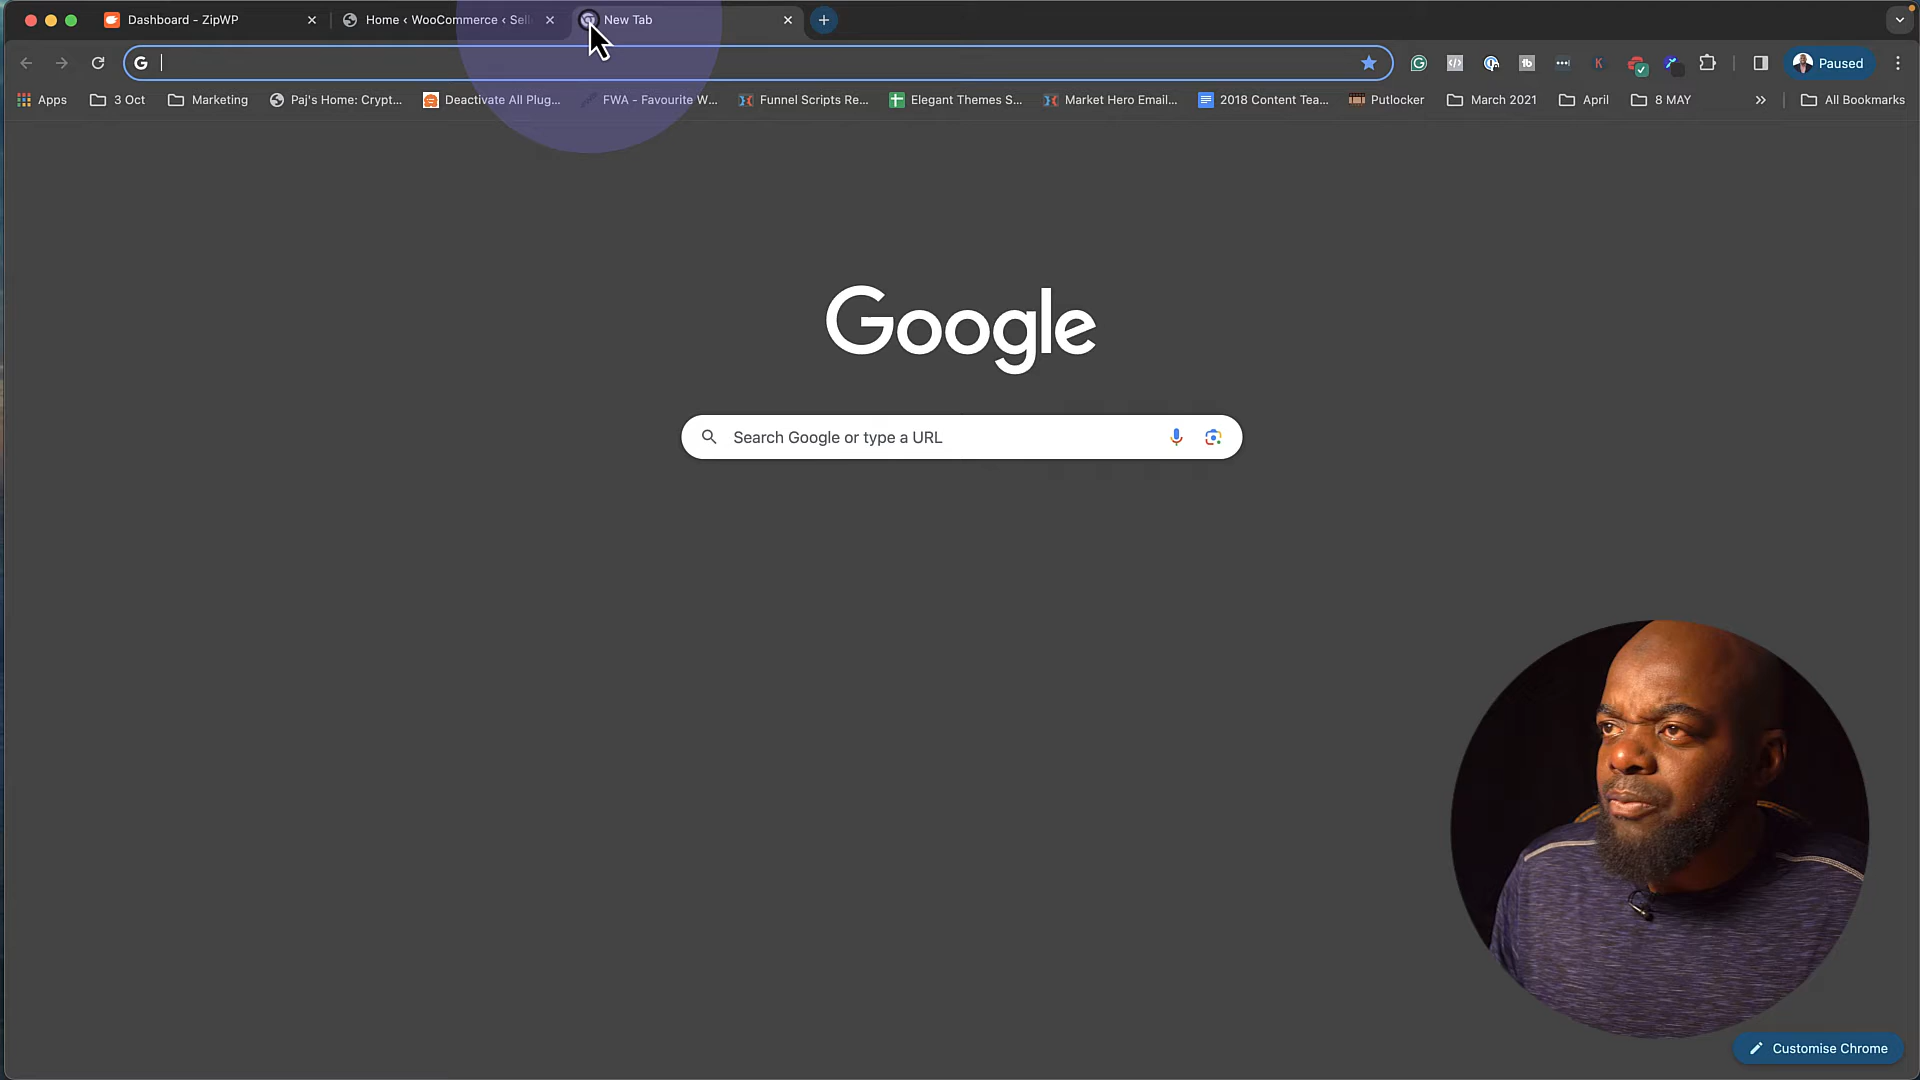 Dashboard - ZipWP
Home ‹ WooCommerce ‹ Sell
New Tab
Paused
Apps
3 Oct
Marketing
Paj's Home: Crypt...
Deactivate All Plug...
FWA - Favourite W...
Funnel Scripts Re...
Elegant Themes S...
Market Hero Email...
2018 Content Tea...
Putlocker
March 2021
April
8 MAY
»
All Bookmarks
Google
Search Google or type a URL
Customise Chrome